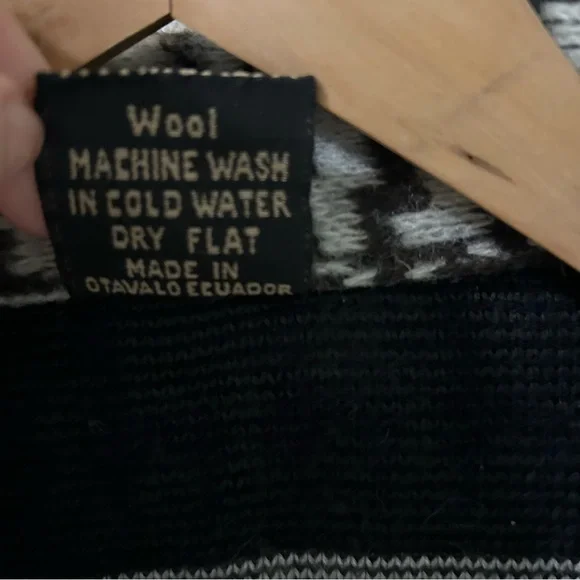 Wool
MACHINE WASH
IN COLD WATER
DRY FLAT
MADE IN
OTAVALO ECUADOR